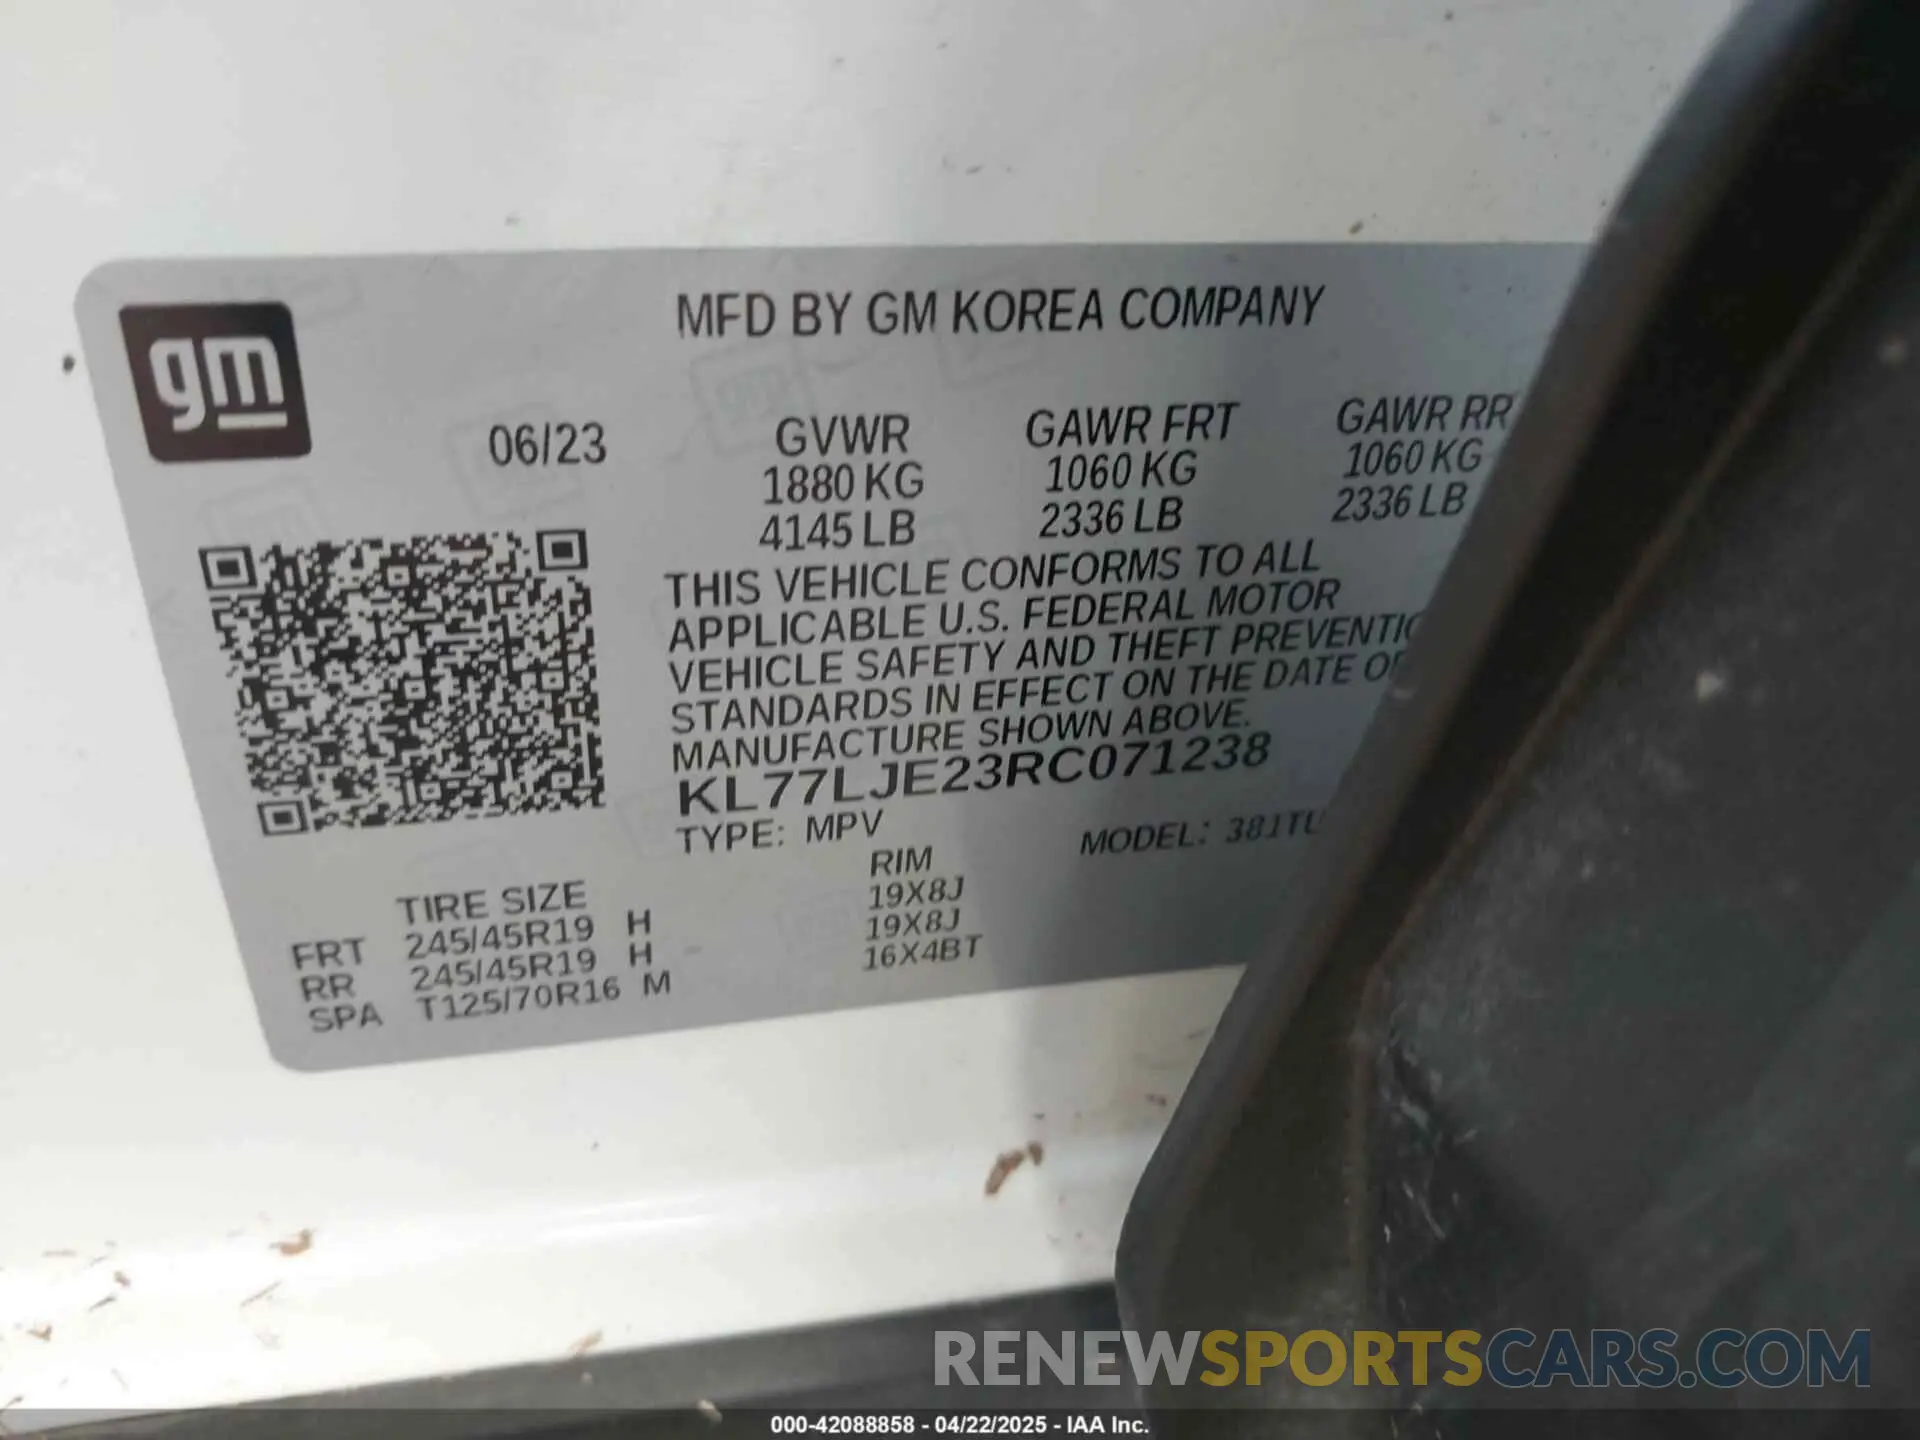 MFD BY GM KOREA COMPANY
gm
06/23 GVWR GAWR FRT GAWR RR
1880 KG 1060 KG 1060 KG
4145 LB 2336 LB 2336 LB
THIS VEHICLE CONFORMS TO ALL
APPLICABLE U.S. FEDERAL MOTOR
VEHICLE SAFETY AND THEFT PREVENTIO
STANDARDS IN EFFECT ON THE DATE OF
MANUFACTURE SHOWN ABOVE.
KL77LJE23RC071238
TYPE: MPV MODEL: 381TU
TIRE SIZE RIM
FRT 245/45R19 H 19X8J
RR 245/45R19 H 19X8J
SPA T125/70R16 M 16X4BT
RENEWSPORTSCARS.COM
000-42088858 - 04/22/2025 - IAA Inc.